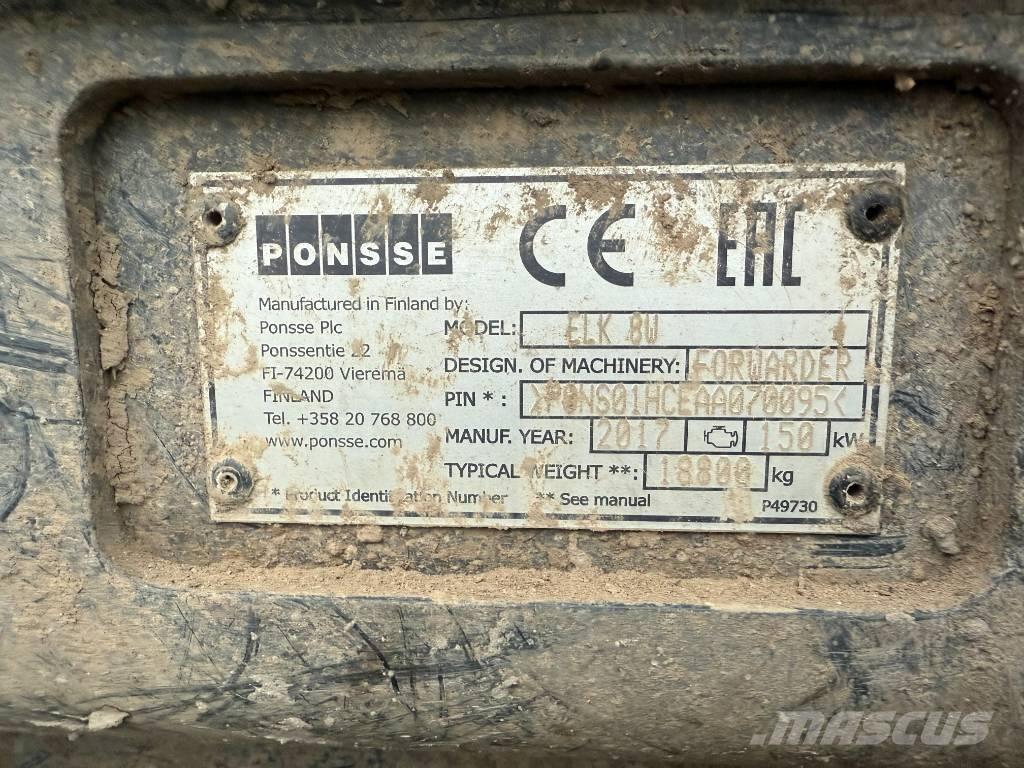 PONSSE CE EAC
Manufactured in Finland by:
Ponsse Plc
Ponssentie 22
FI-74200 Vieremä
FINLAND
Tel. +358 20 768 800
www.ponsse.com
MODEL: ELK 8W
DESIGN. OF MACHINERY: FORWARDER
PIN * : >PONS01HCEAA070095<
MANUF. YEAR: 2017 150 kW
TYPICAL WEIGHT **: 18800 kg
* Product Identification Number ** See manual
P49730
MASCUS